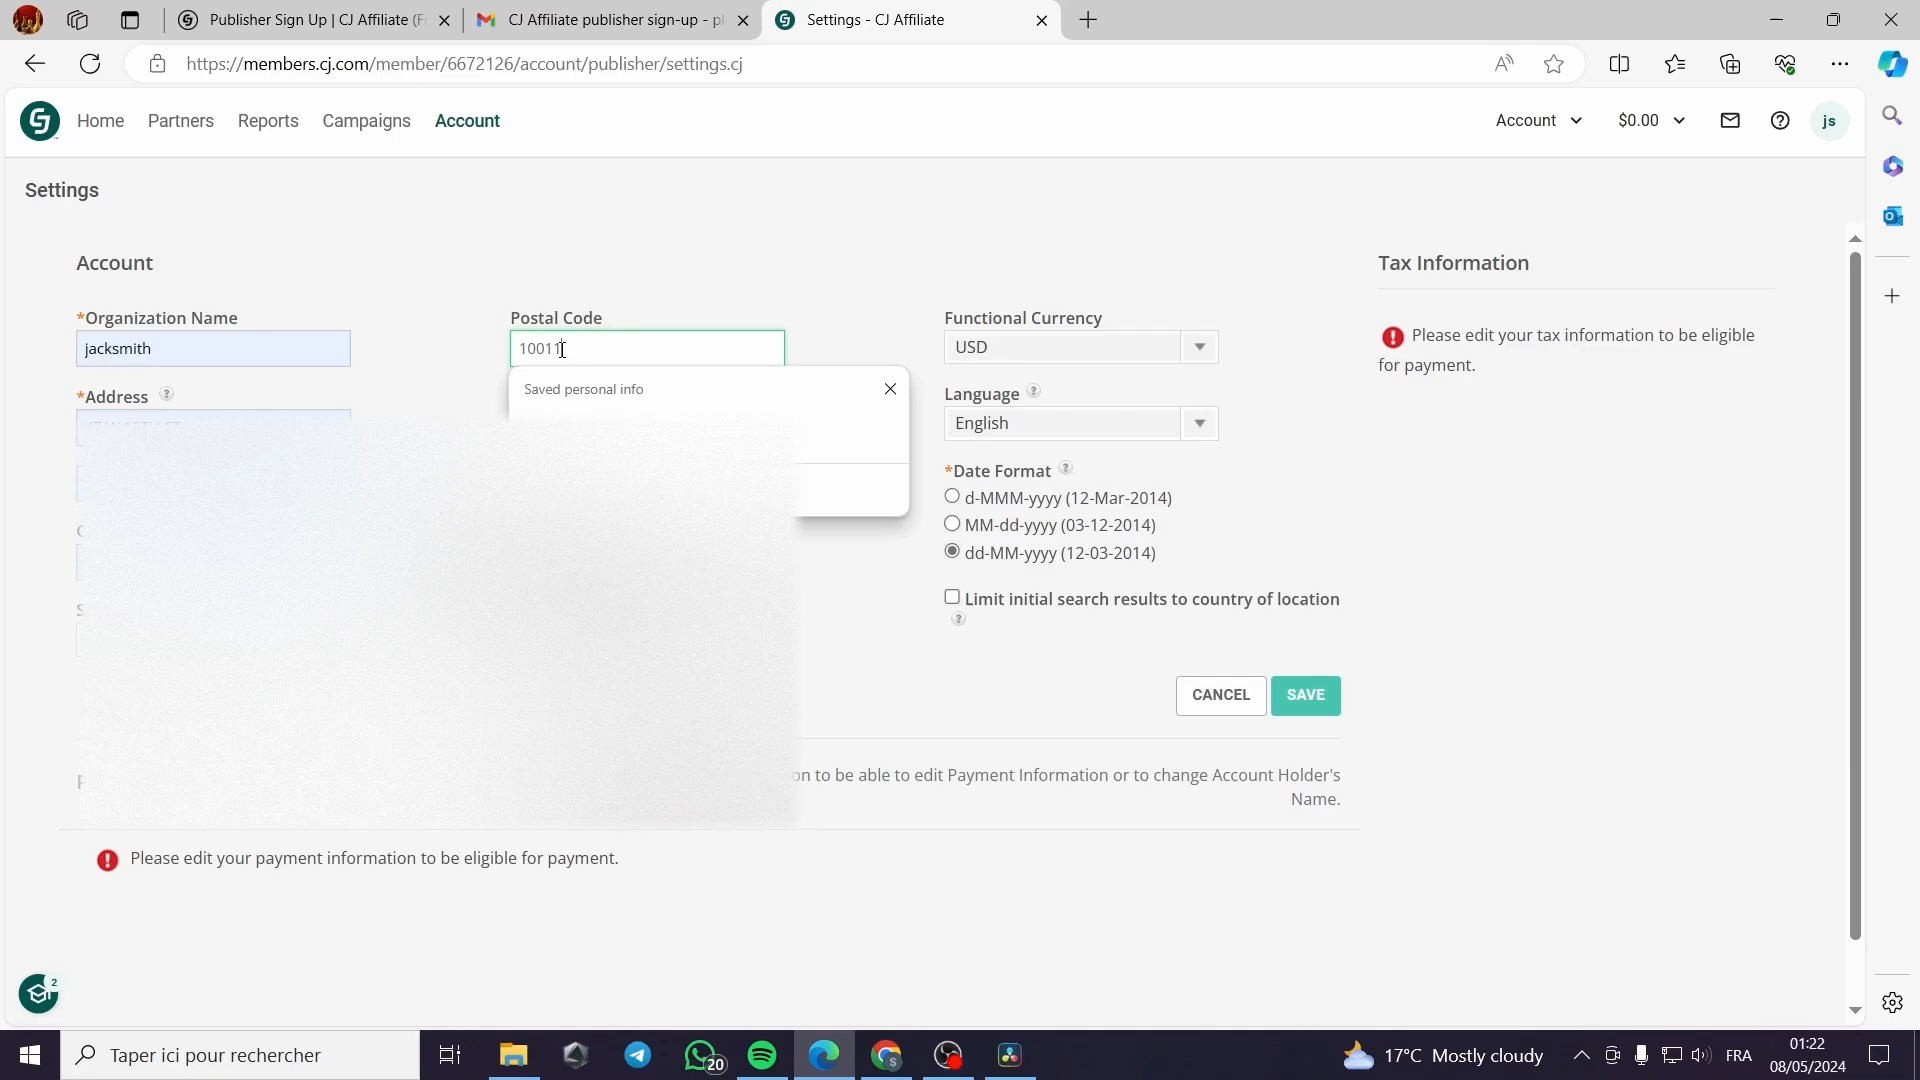 Publisher Sign Up | CJ Affiliate (F
CJ Affiliate publisher sign-up - pl
Settings - CJ Affiliate
https://members.cj.com/member/6672126/account/publisher/settings.cj
Home
Partners
Reports
Campaigns
Account
Account
$0.00
js
Settings
Account
Tax Information
*Organization Name
Postal Code
Functional Currency
jacksmith
10011
USD
Please edit your tax information to be eligible
for payment.
Saved personal info
*Address
Language
English
*Date Format
d-MMM-yyyy (12-Mar-2014)
MM-dd-yyyy (03-12-2014)
dd-MM-yyyy (12-03-2014)
Limit initial search results to country of location
CANCEL
SAVE
on to be able to edit Payment Information or to change Account Holder's
Name.
Please edit your payment information to be eligible for payment.
2
Taper ici pour rechercher
20
17°C Mostly cloudy
FRA
01:22
08/05/2024